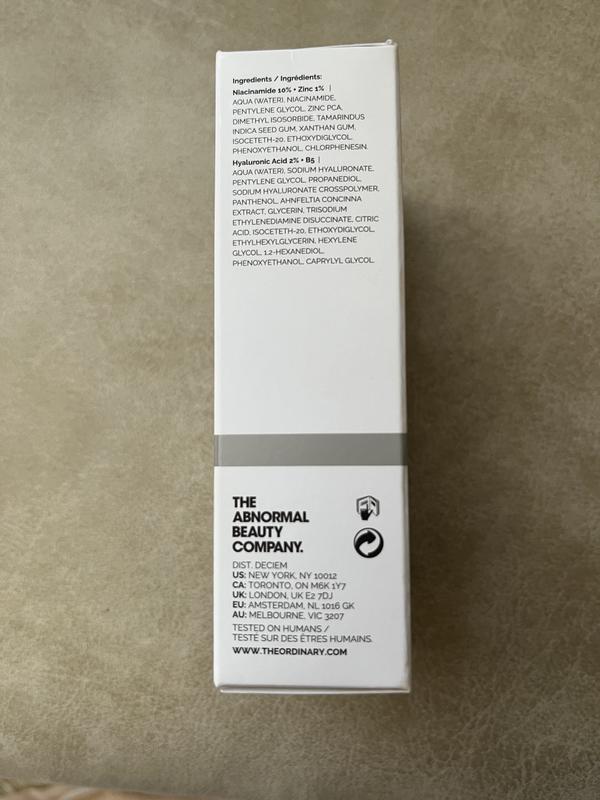 Ingredients / Ingrédients:
Niacinamide 10% + Zinc 1% |
AQUA (WATER), NIACINAMIDE,
PENTYLENE GLYCOL, ZINC PCA,
DIMETHYL ISOSORBIDE, TAMARINDUS
INDICA SEED GUM, XANTHAN GUM,
ISOCETETH-20, ETHOXYDIGLYCOL,
PHENOXYETHANOL, CHLORPHENESIN.
Hyaluronic Acid 2% + B5 |
AQUA (WATER), SODIUM HYALURONATE,
PENTYLENE GLYCOL, PROPANEDIOL,
SODIUM HYALURONATE CROSSPOLYMER,
PANTHENOL, AHNFELTIA CONCINNA
EXTRACT, GLYCERIN, TRISODIUM
ETHYLENEDIAMINE DISUCCINATE, CITRIC
ACID, ISOCETETH-20, ETHOXYDIGLYCOL,
ETHYLHEXYLGLYCERIN, HEXYLENE
GLYCOL, 1,2-HEXANEDIOL,
PHENOXYETHANOL, CAPRYLYL GLYCOL.
THE
ABNORMAL
BEAUTY
COMPANY.
DIST. DECIEM
US: NEW YORK, NY 10012
CA: TORONTO, ON M6K 1Y7
UK: LONDON, UK E2 7DJ
EU: AMSTERDAM, NL 1016 GK
AU: MELBOURNE, VIC 3207
TESTED ON HUMANS /
TESTÉ SUR DES ÊTRES HUMAINS.
WWW.THEORDINARY.COM